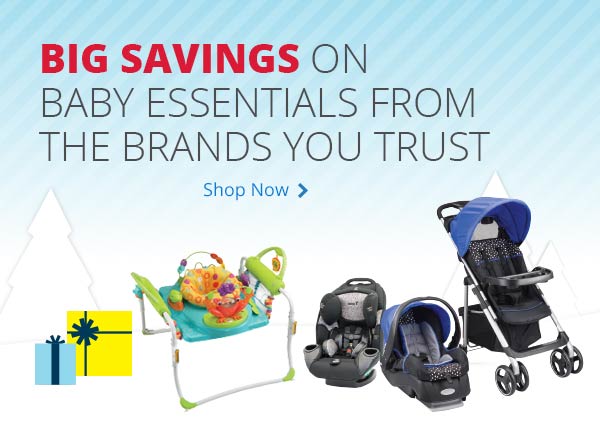 BIG SAVINGS ON
BABY ESSENTIALS FROM
THE BRANDS YOU TRUST
Shop Now